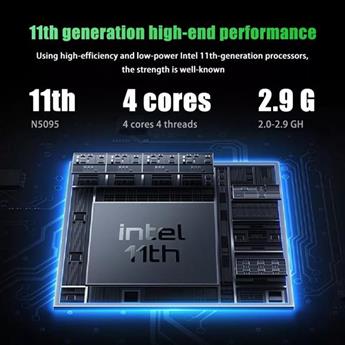 11th generation high-end performance
Using high-efficiency and low-power Intel 11th-generation processors,
the strength is well-known
11th 4 cores 2.9 G
N5095 4 cores 4 threads 2.0-2.9 GH
intel
11th